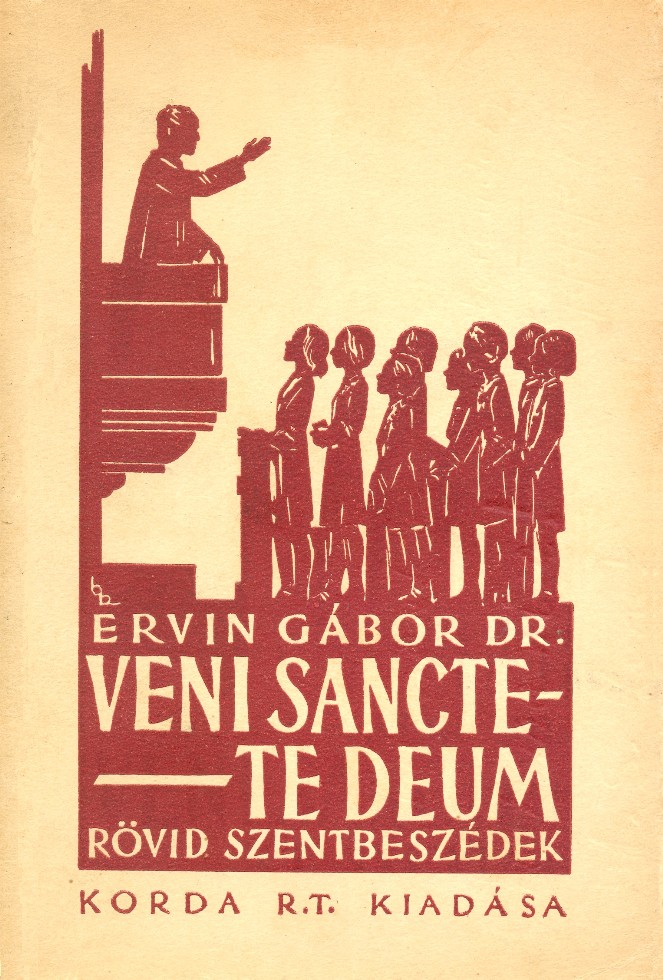 ERVIN GÁBOR DR.
VENI SANCTE-
— TE DEUM
RÖVID SZENTBESZÉDEK
KORDA R.T. KIADÁSA